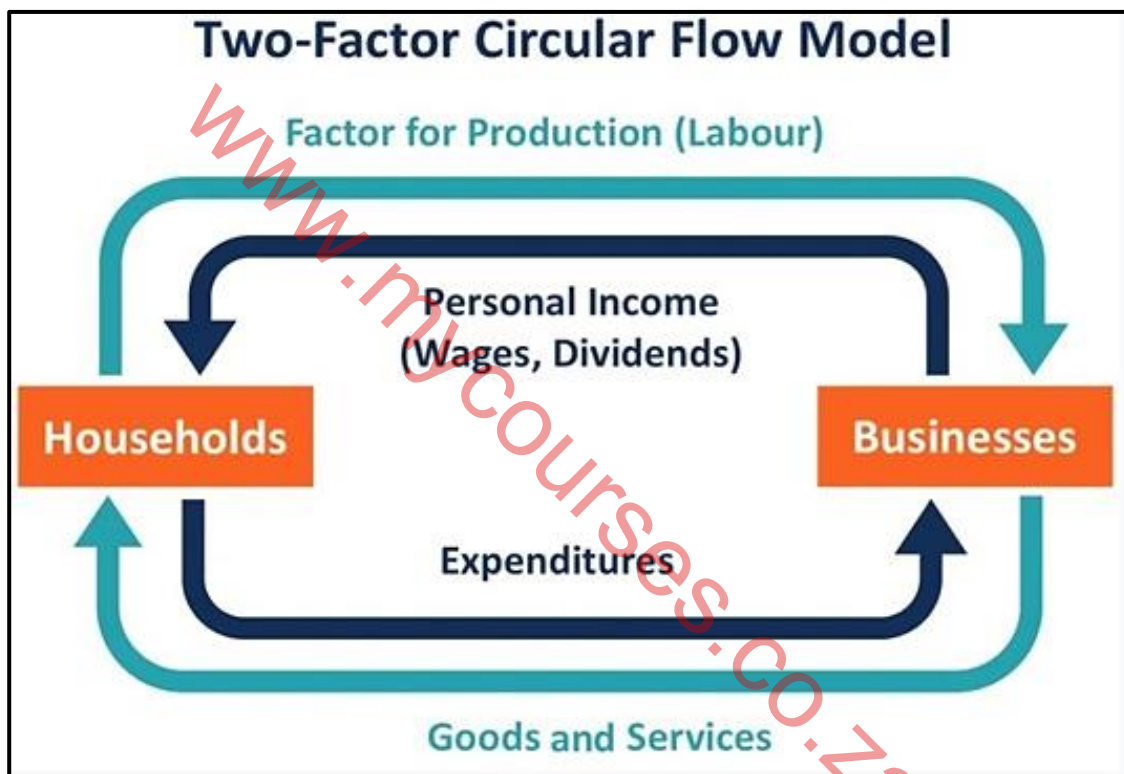 Two-Factor Circular Flow Model
Factor for Production (Labour)
Personal Income
(Wages, Dividends)
Households
Businesses
Expenditures
Goods and Services
www.mycourses.co.za